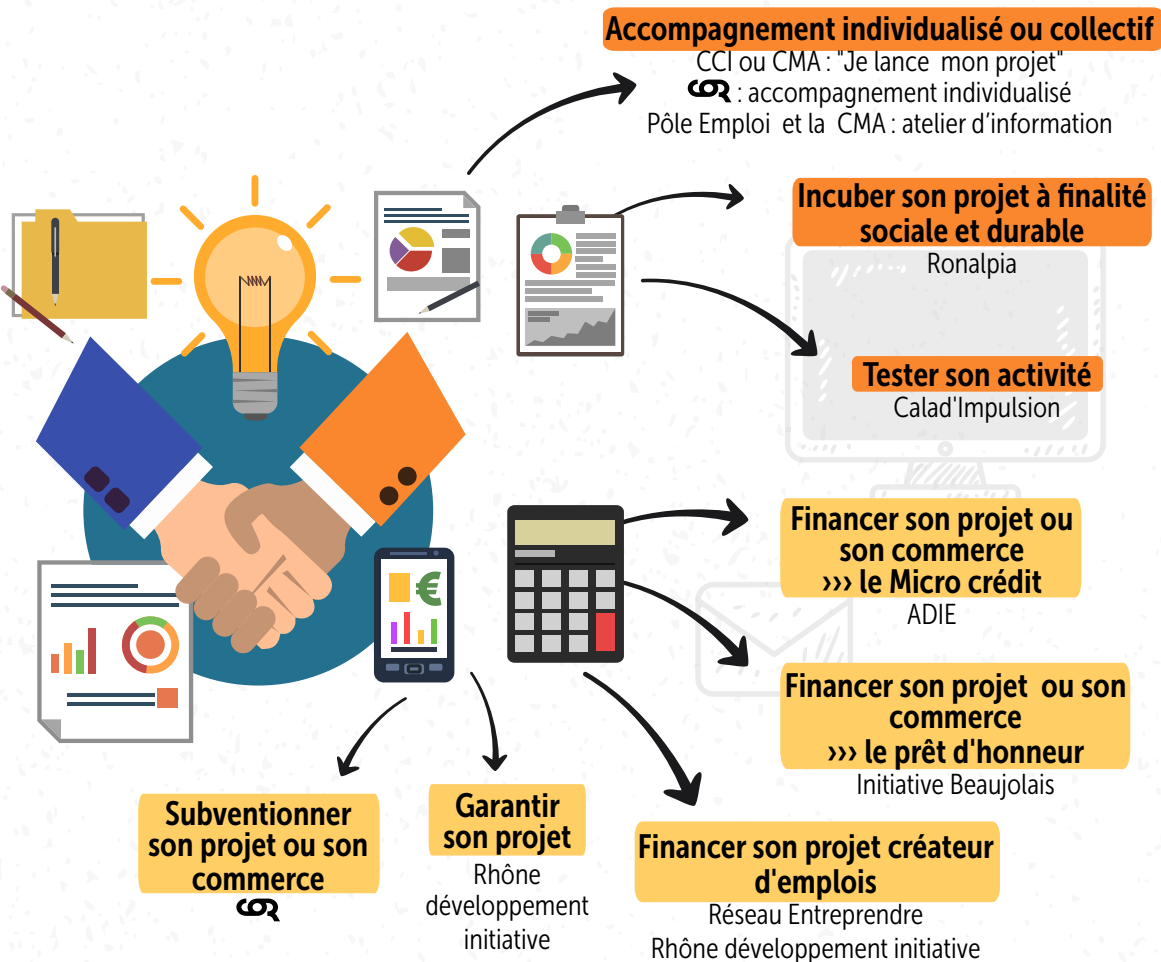 Accompagnement individualisé ou collectif
CCI ou CMA : "Je lance mon projet"
: accompagnement individualisé
Pôle Emploi et la CMA : atelier d'information
Incuber son projet à finalité
sociale et durable
Ronalpia
Tester son activité
Calad'Impulsion
Financer son projet ou
son commerce
››› le Micro crédit
ADIE
Financer son projet ou son
commerce
››› le prêt d'honneur
Initiative Beaujolais
Financer son projet créateur
d'emplois
Réseau Entreprendre
Rhône développement initiative
Garantir
son projet
Rhône
développement
initiative
Subventionner
son projet ou son
commerce
€